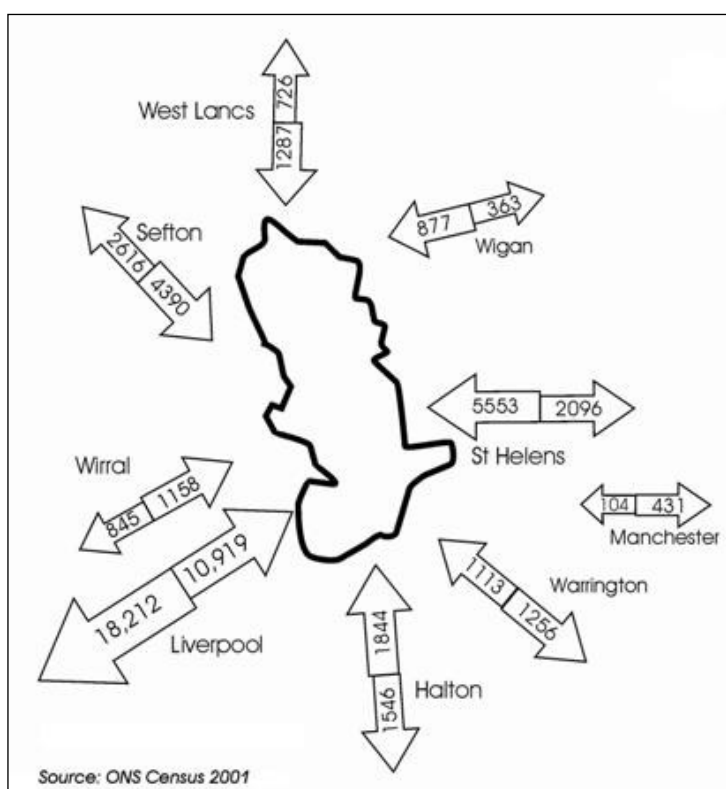 West Lancs
726
1287
Sefton
2616
4390
877
363
Wigan
5553
2096
St Helens
Wirral
845
1158
104
431
Manchester
18,212
10,919
Liverpool
1113
1256
Warrington
1844
1546
Halton
Source: ONS Census 2001